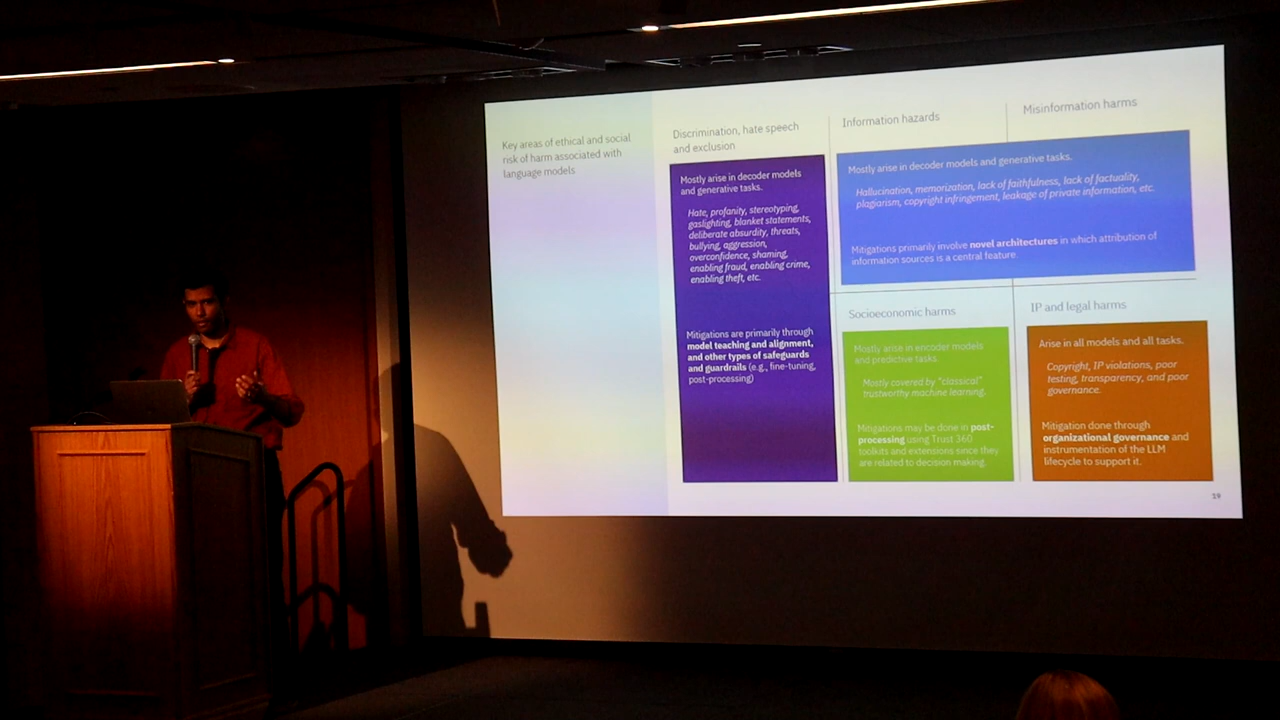 Key areas of ethical and social
risk of harm associated with
language models
Discrimination, hate speech
and exclusion
Mostly arise in decoder models
and generative tasks.
Hate, profanity, stereotyping,
gaslighting, blanket statements,
deliberate absurdity, threats,
bullying, aggression,
overconfidence, shaming,
enabling fraud, enabling crime,
enabling theft, etc.
Mitigations are primarily through
model teaching and alignment,
and other types of safeguards
and guardrails (e.g., fine-tuning,
post-processing)
Information hazards
Misinformation harms
Mostly arise in decoder models and generative tasks.
Hallucination, memorization, lack of faithfulness, lack of factuality,
plagiarism, copyright infringement, leakage of private information, etc.
Mitigations primarily involve novel architectures in which attribution of
information sources is a central feature.
Socioeconomic harms
Mostly arise in encoder models
and predictive tasks.
Mostly covered by "classical"
trustworthy machine learning.
Mitigations may be done in post-
processing using Trust 360
toolkits and extensions since they
are related to decision making.
IP and legal harms
Arise in all models and all tasks.
Copyright, IP violations, poor
testing, transparency, and poor
governance.
Mitigation done through
organizational governance and
instrumentation of the LLM
lifecycle to support it.
19